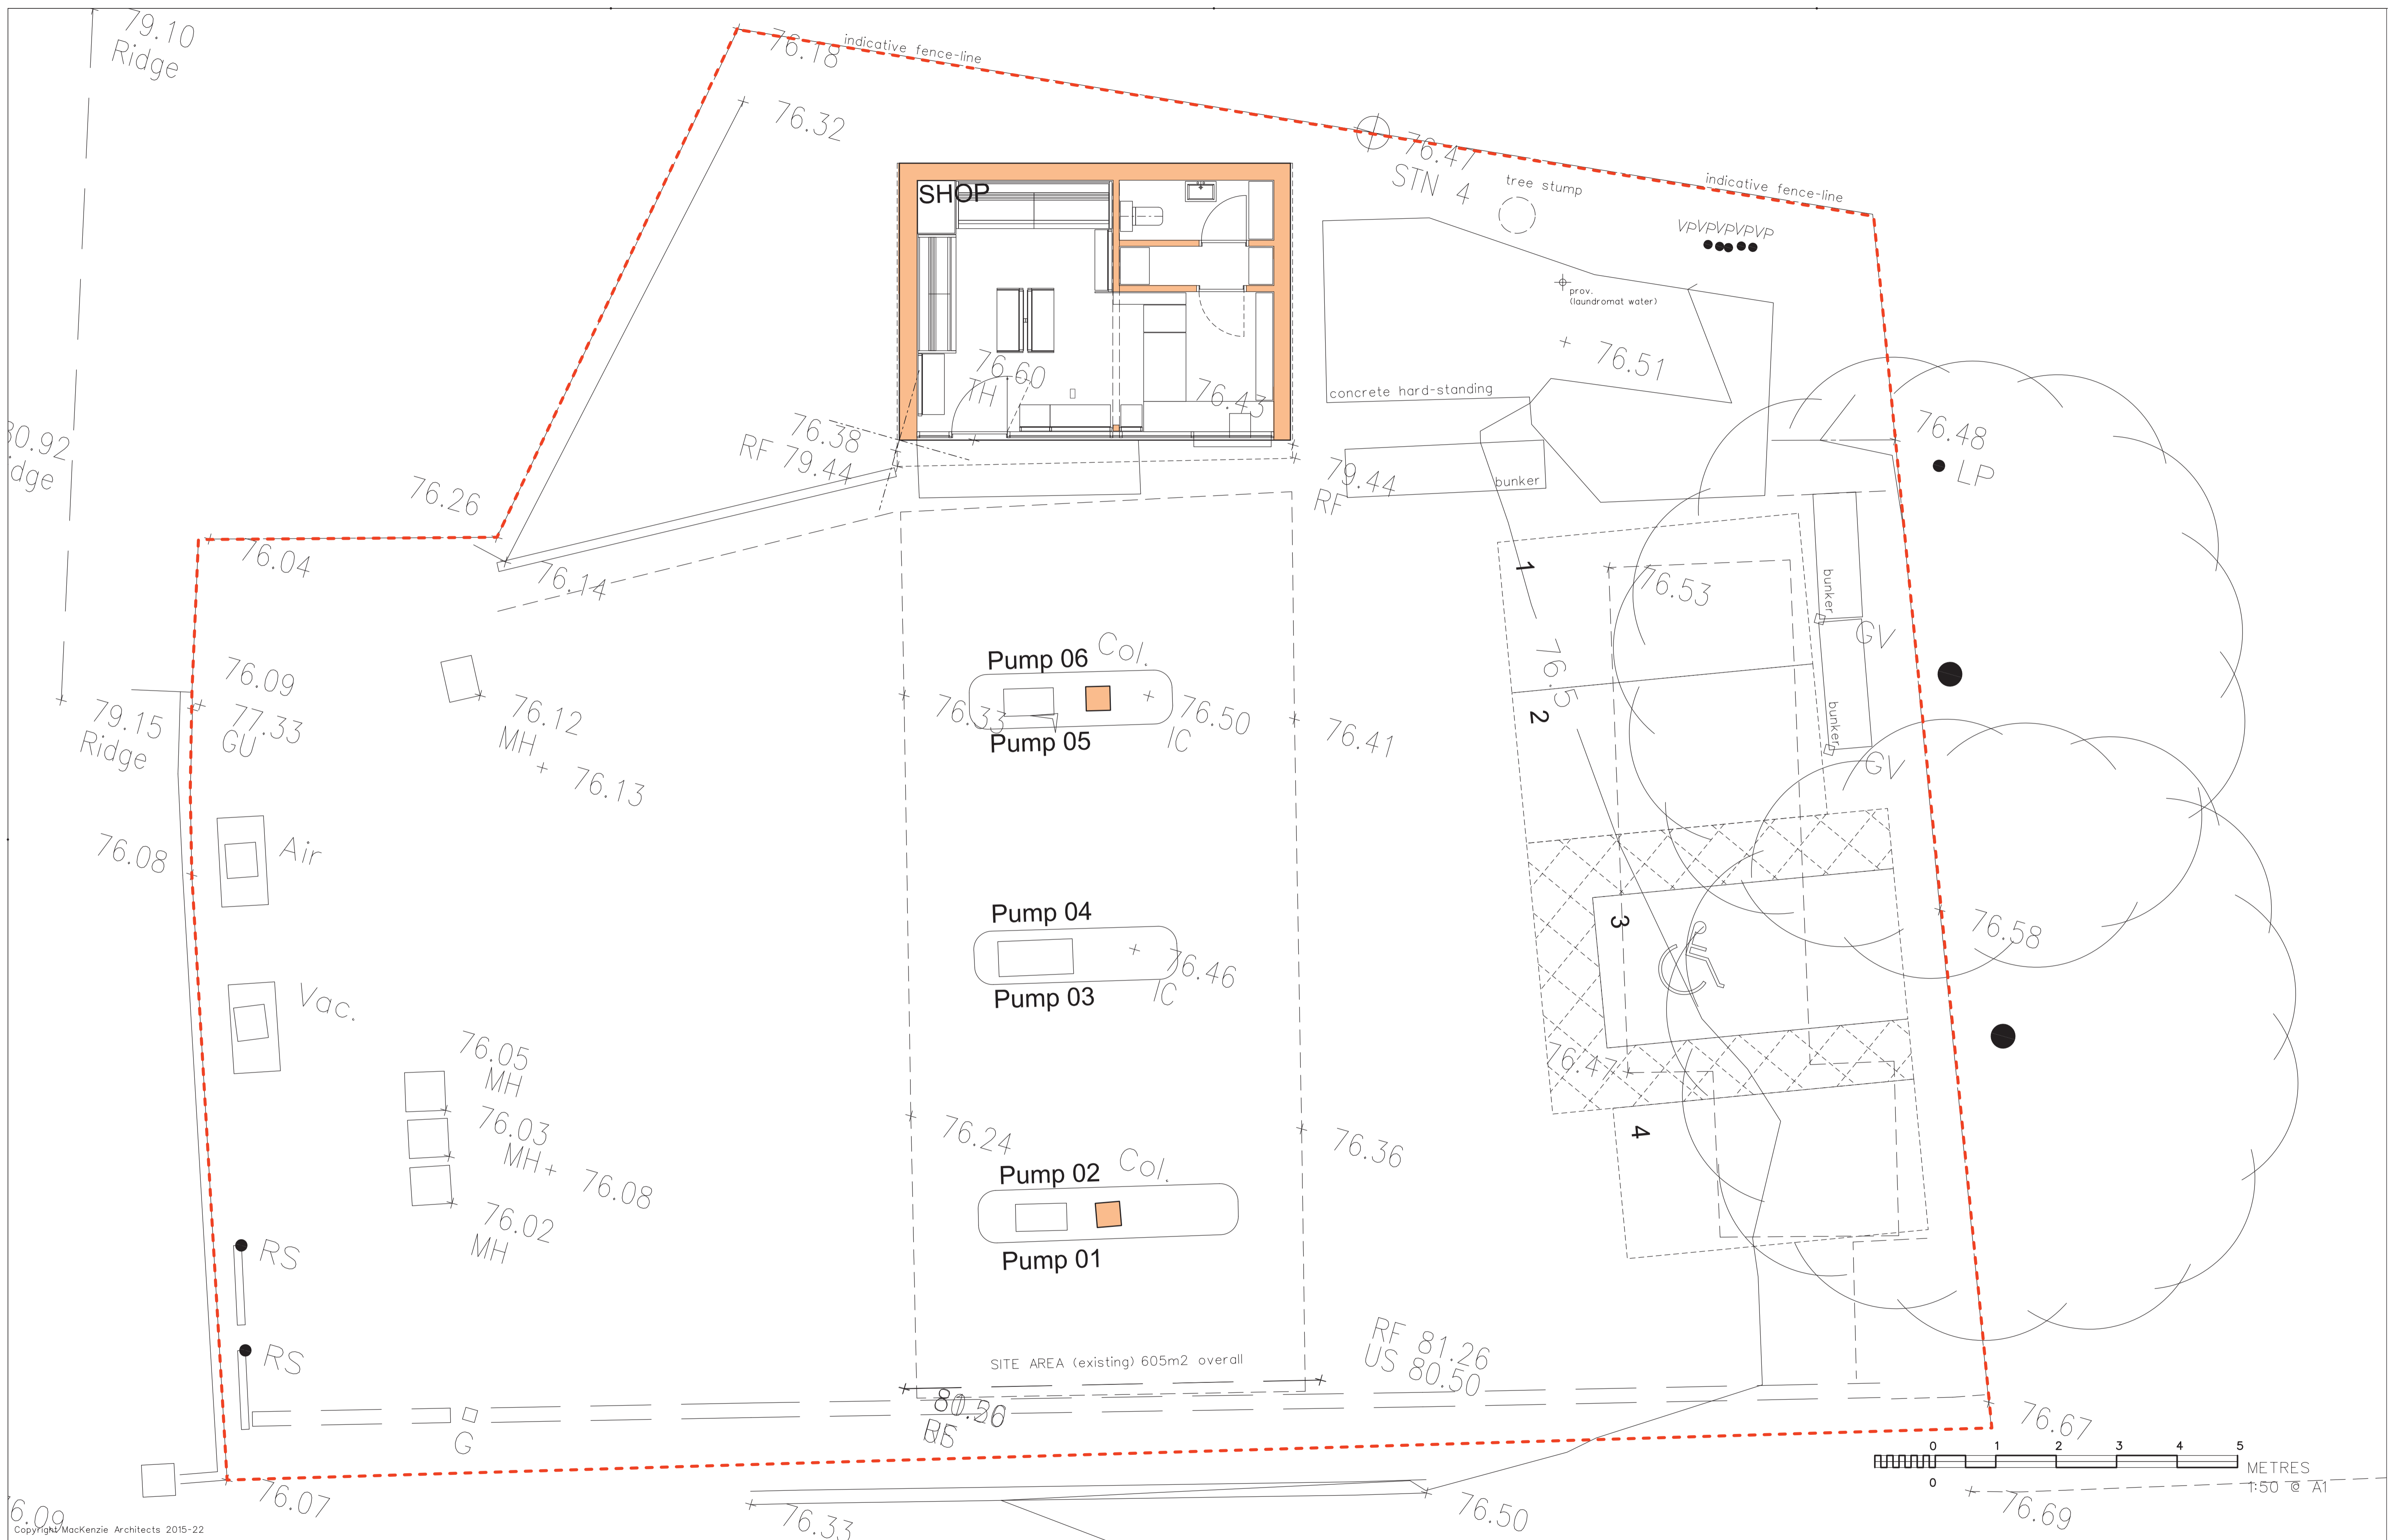 79.10
Ridge
76.18
indicative fence-line
76.32
76.47
STN 4
tree stump
indicative fence-line
VPVPVPVPVP
SHOP
prov.
(laundromat water)
76.51
76.60
TH
76.43
concrete hard-standing
76.38
RF 79.44
76.48
LP
79.44
RF
bunker
76.26
76.04
76.14
1
76.53
bunker
GV
76.5
2
bunker
GV
76.09
77.33
GU
79.15
Ridge
76.12
MH
76.13
Pump 06
Col.
76.33
76.50
IC
Pump 05
76.41
76.08
Air
Pump 04
76.46
IC
Pump 03
3
76.58
Vac.
76.05
MH
76.03
MH
76.08
76.02
MH
76.47
76.24
76.36
4
Pump 02
Col.
Pump 01
RS
RS
SITE AREA (existing) 605m2 overall
RF 81.26
US 80.50
G
76.67
0 1 2 3 4 5
METRES
0
1:50 @ A1
76.07
76.33
76.50
76.69
Copyright MacKenzie Architects 2015-22